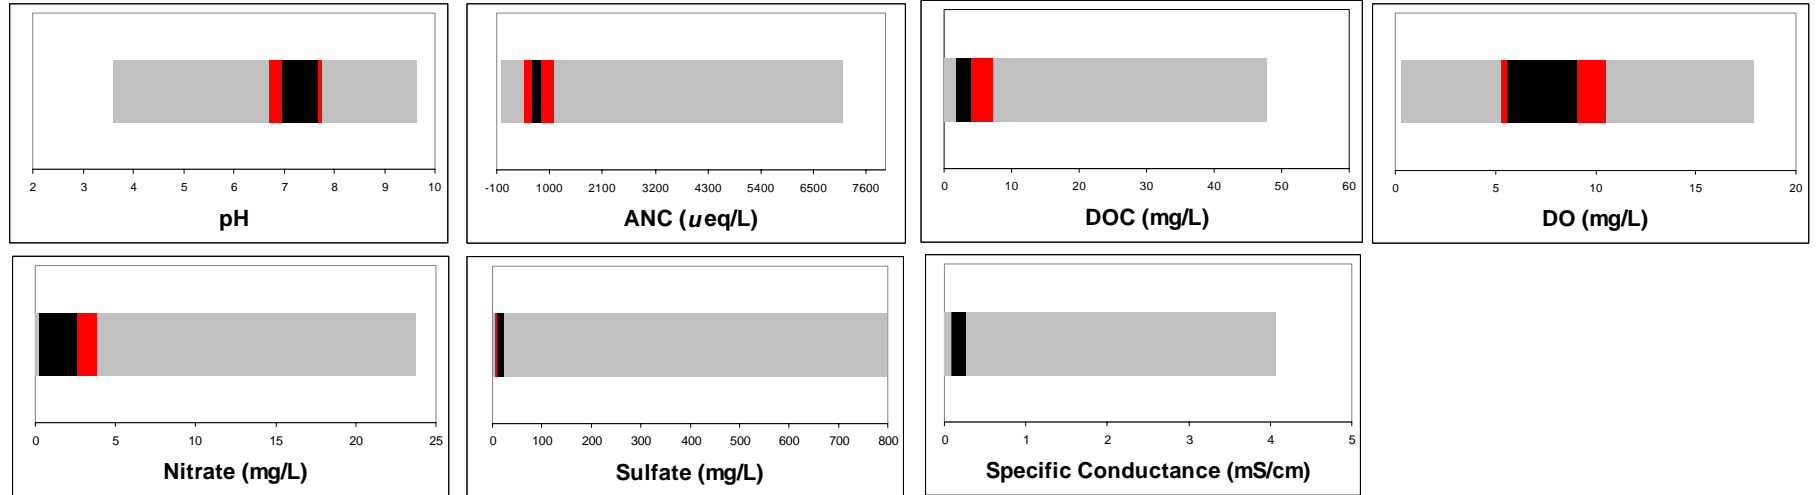 2 3 4 5 6 7 8 9 10
pH
-100 1000 2100 3200 4300 5400 6500 7600
ANC (ueq/L)
0 10 20 30 40 50 60
DOC (mg/L)
0 5 10 15 20
DO (mg/L)
0 5 10 15 20 25
Nitrate (mg/L)
0 100 200 300 400 500 600 700 800
Sulfate (mg/L)
0 1 2 3 4 5
Specific Conductance (mS/cm)